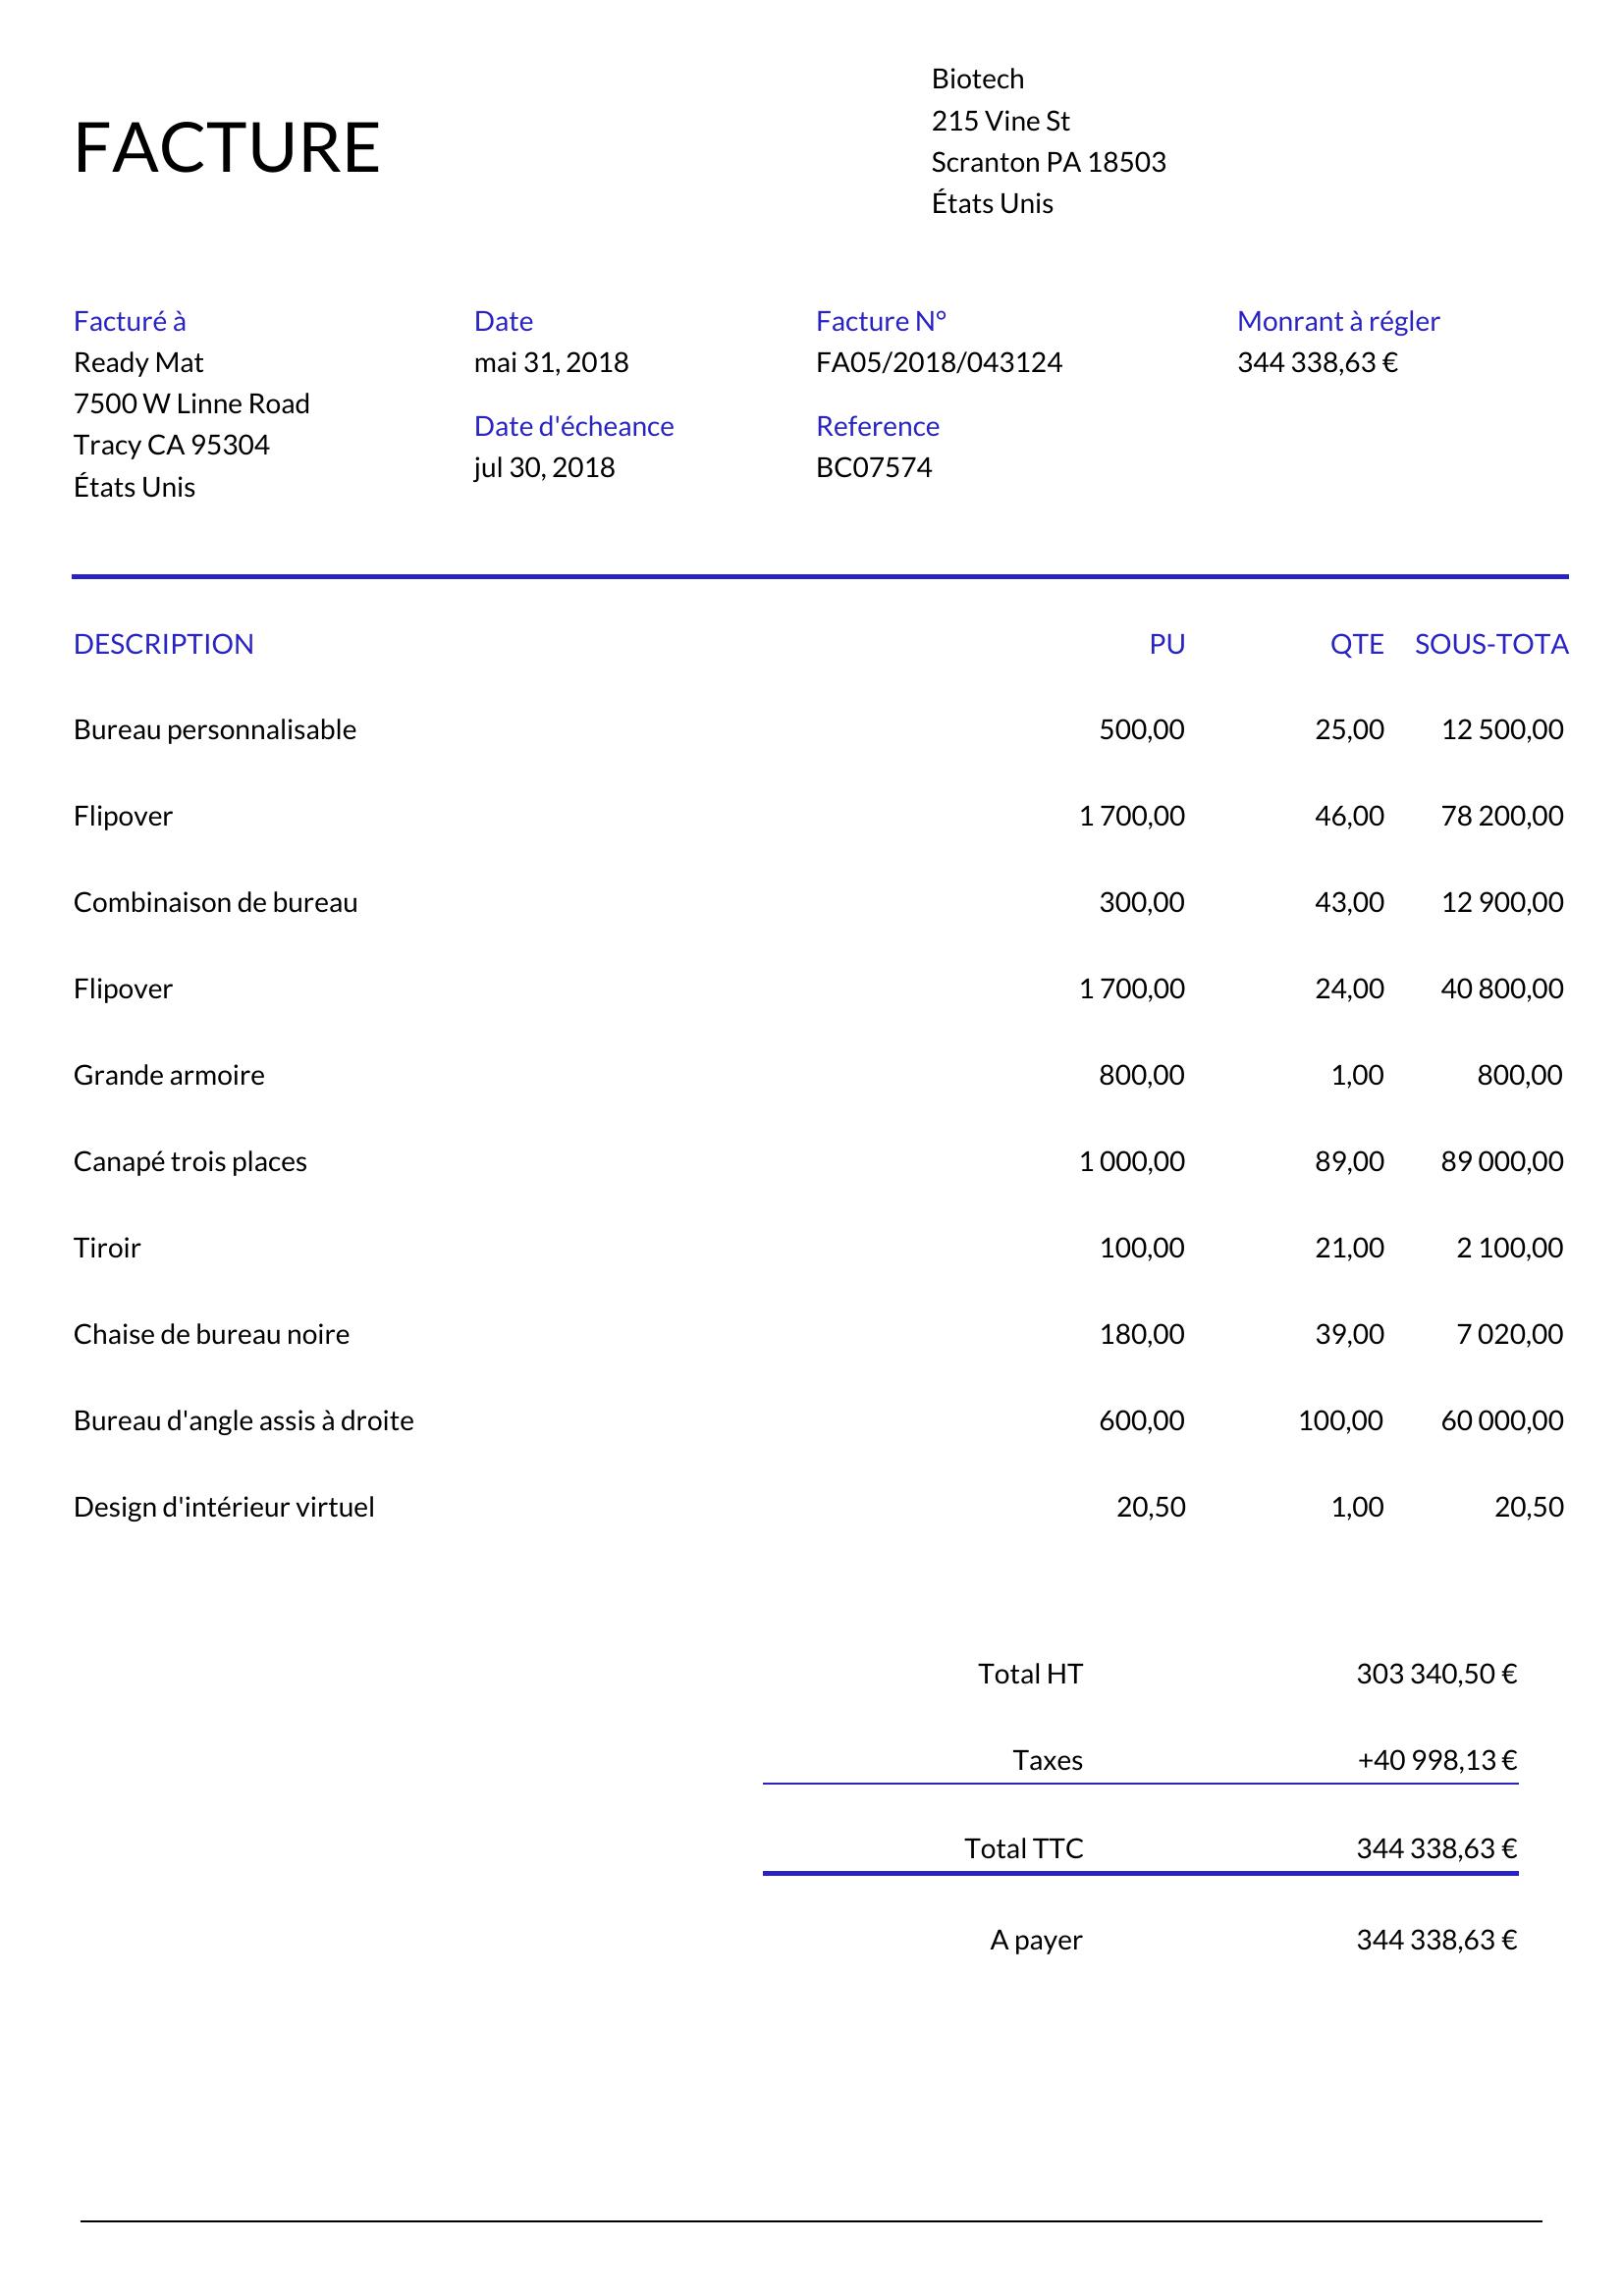 Biotech
215 Vine St
Scranton PA 18503
États Unis
FACTURE
Facturé à
Ready Mat
7500 W Linne Road
Tracy CA 95304
États Unis
Date
mai 31, 2018
Date d'écheance
jul 30, 2018
Facture N°
FA05/2018/043124
Reference
BC07574
Monrant à régler
344 338,63 €
DESCRIPTION PU QTE SOUS-TOTA
Bureau personnalisable 500,00 25,00 12 500,00
Flipover 1 700,00 46,00 78 200,00
Combinaison de bureau 300,00 43,00 12 900,00
Flipover 1 700,00 24,00 40 800,00
Grande armoire 800,00 1,00 800,00
Canapé trois places 1 000,00 89,00 89 000,00
Tiroir 100,00 21,00 2 100,00
Chaise de bureau noire 180,00 39,00 7 020,00
Bureau d'angle assis à droite 600,00 100,00 60 000,00
Design d'intérieur virtuel 20,50 1,00 20,50
Total HT 303 340,50 €
Taxes +40 998,13 €
Total TTC 344 338,63 €
A payer 344 338,63 €